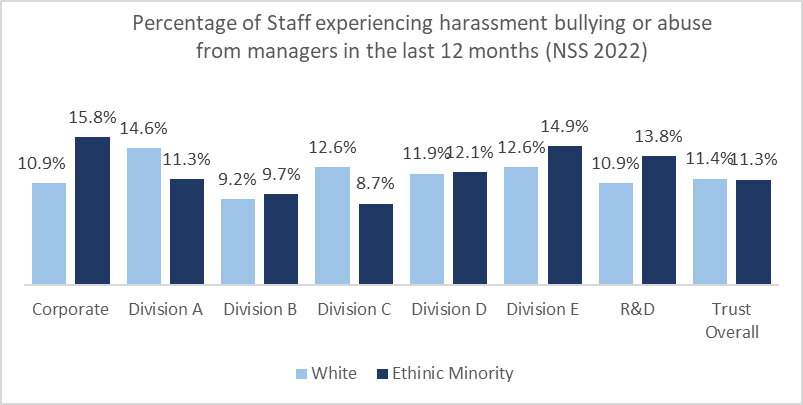 Percentage of Staff experiencing harassment bullying or abuse
from managers in the last 12 months (NSS 2022)
10.9% 15.8% 14.6% 11.3% 9.2% 9.7% 12.6% 8.7% 11.9% 12.1% 12.6% 14.9% 10.9% 13.8% 11.4% 11.3%
Corporate Division A Division B Division C Division D Division E R&D Trust
Overall
White Ethinic Minority